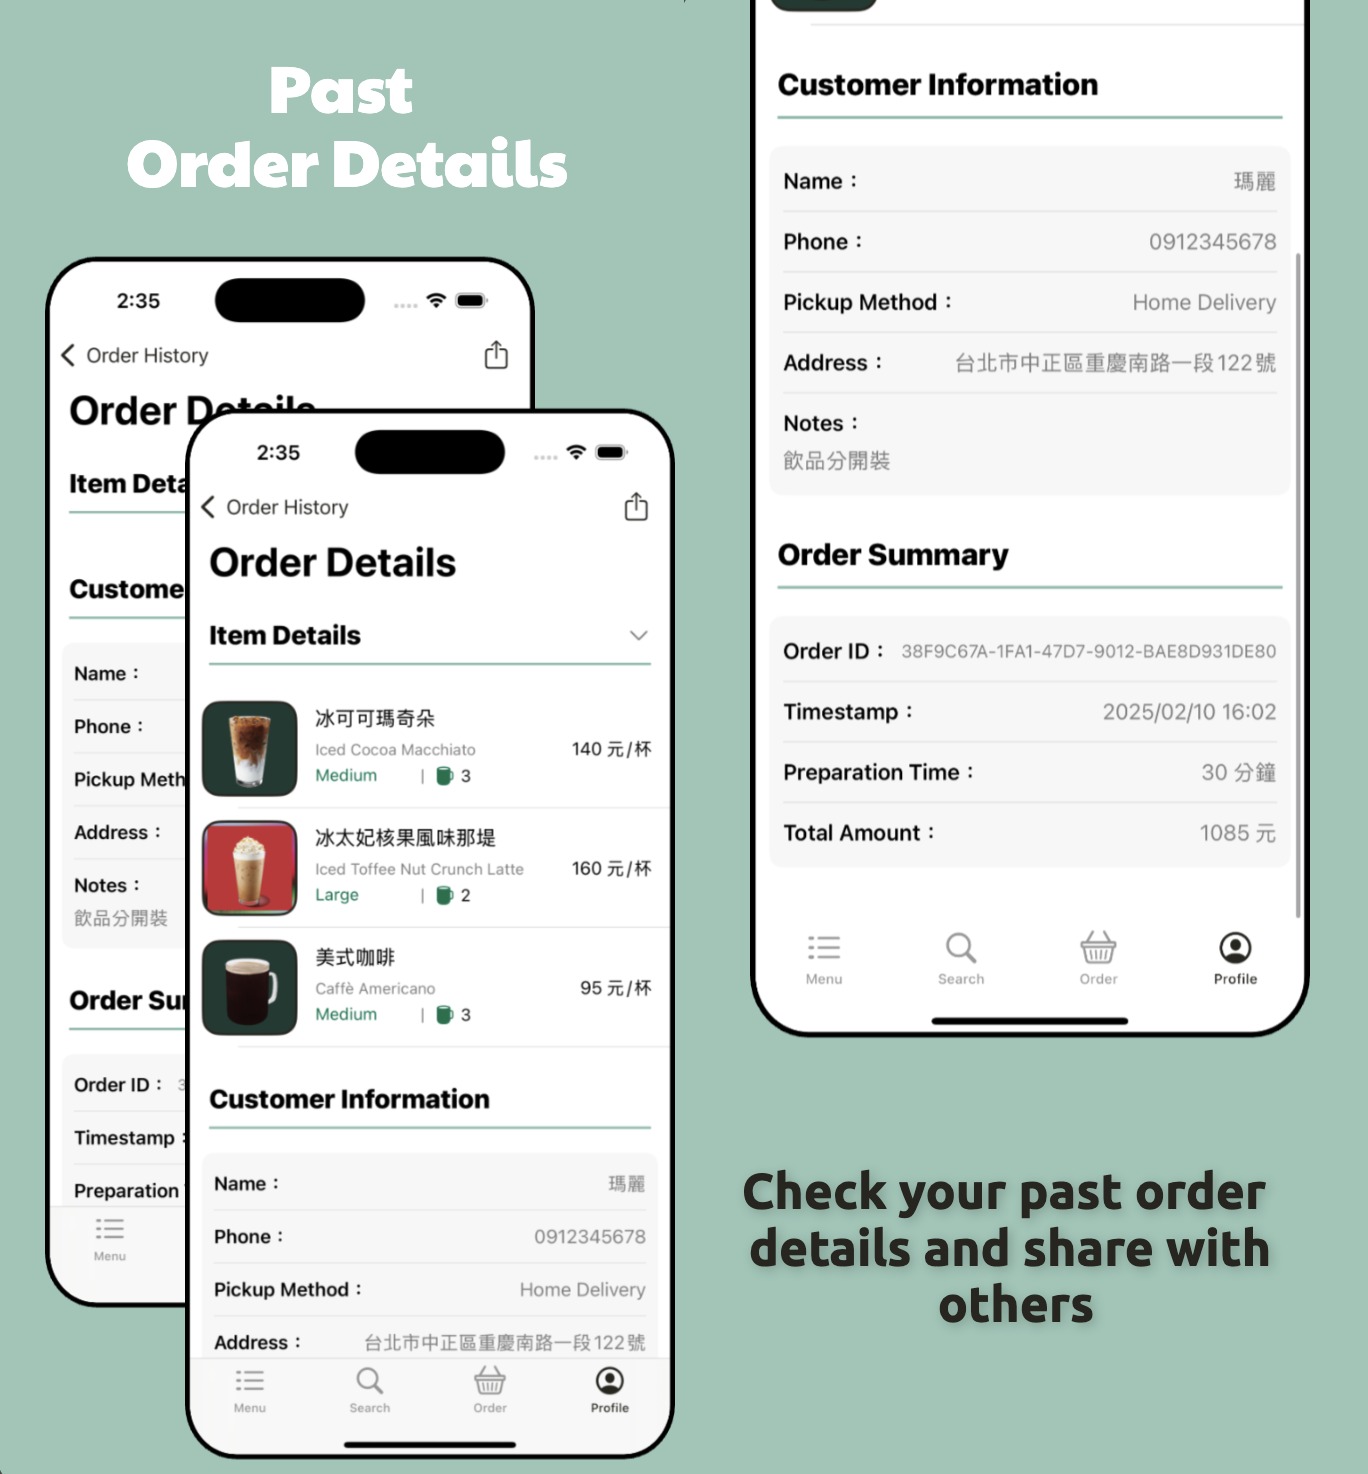 Past
Order Details
2:35
Order History
Order Details
Item Deta
Custome
Name：
Phone：
Pickup Meth
Address：
Notes：
飲品分開裝
Order Su
Order ID： 3
Timestamp：
Preparation
Menu
2:35
Order History
Order Details
Item Details
冰可可瑪奇朵
Iced Cocoa Macchiato
140 元/杯
Medium | 3
冰太妃核果風味那堤
Iced Toffee Nut Crunch Latte
160 元/杯
Large | 2
美式咖啡
Caffè Americano
95 元/杯
Medium | 3
Customer Information
Name： 瑪麗
Phone： 0912345678
Pickup Method： Home Delivery
Address： 台北市中正區重慶南路一段122號
Menu Search Order Profile
Customer Information
Name： 瑪麗
Phone： 0912345678
Pickup Method： Home Delivery
Address： 台北市中正區重慶南路一段122號
Notes：
飲品分開裝
Order Summary
Order ID： 38F9C67A-1FA1-47D7-9012-BAE8D931DE80
Timestamp： 2025/02/10 16:02
Preparation Time： 30 分鐘
Total Amount： 1085 元
Menu Search Order Profile
Check your past order
details and share with
others